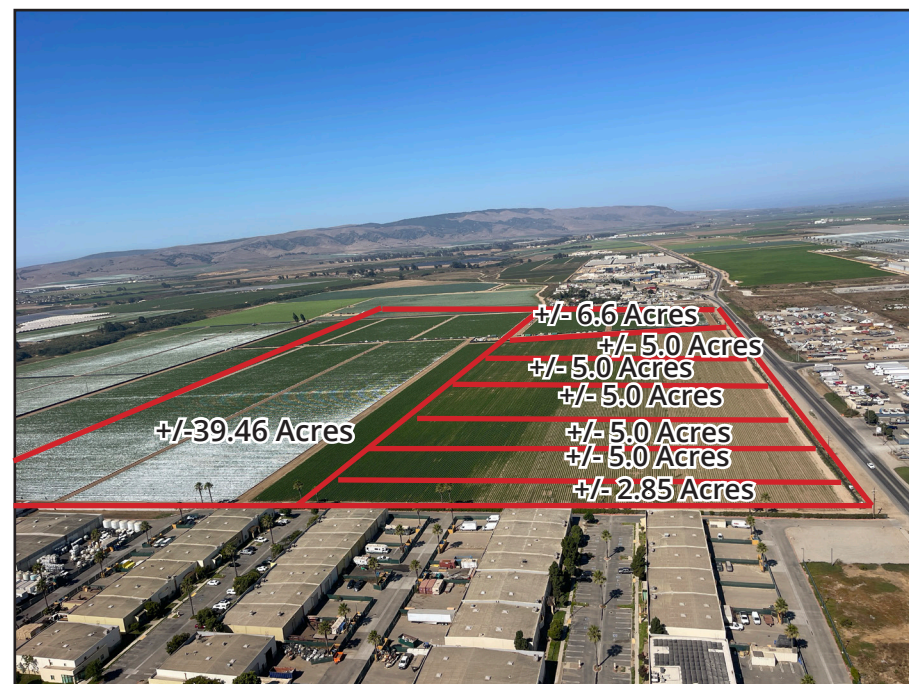 +/- 6.6 Acres
+/- 5.0 Acres
+/- 5.0 Acres
+/- 5.0 Acres
+/-39.46 Acres
+/- 5.0 Acres
+/- 5.0 Acres
+/- 2.85 Acres